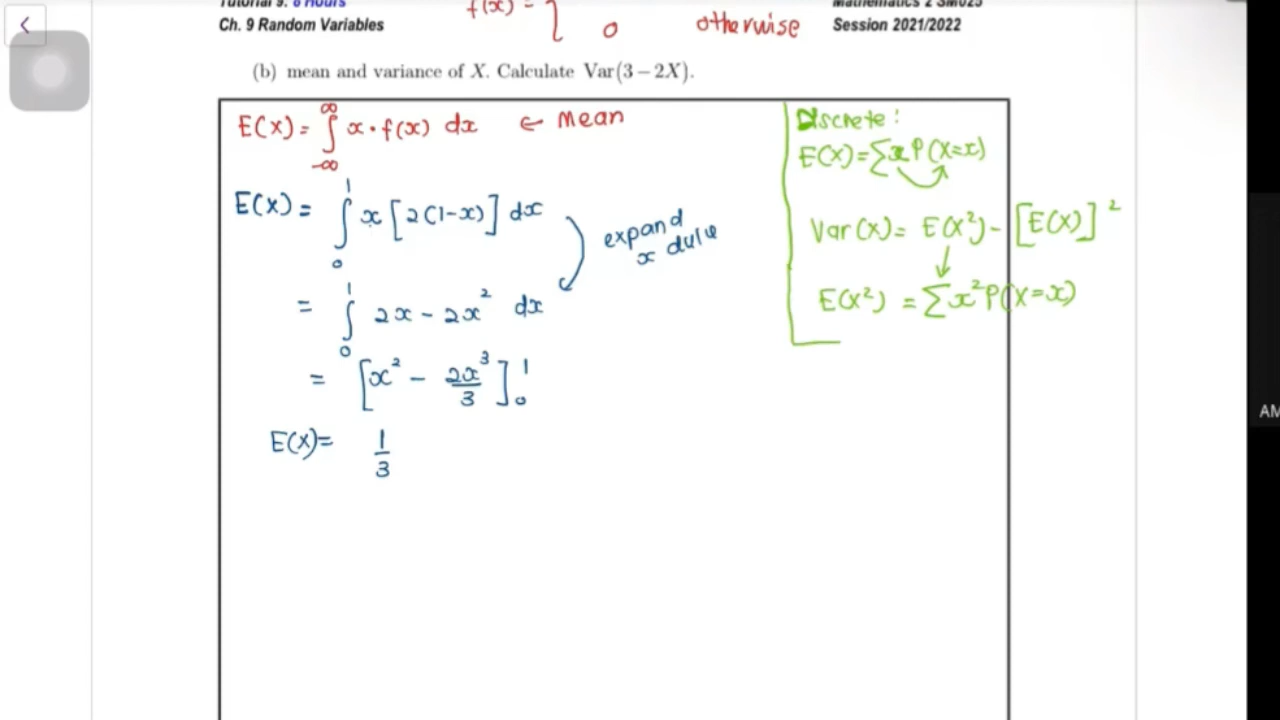 Tutorial 9: 8 Hours
Mathematics 2 SM025
Ch. 9 Random Variables
Session 2021/2022
f(x) = {
0 otherwise
(b) mean and variance of X. Calculate Var(3 − 2X).
E(X) = ∫_{-∞}^{∞} x • f(x) dx ← Mean
E(X) = ∫_0^1 x [2(1-x)] dx
expand
x dulu
= ∫_0^1 2x - 2x² dx
= [x² - 2x³/3]_0^1
E(X) = 1/3
Discrete :
E(X) = ∑x P(X=x)
Var(X) = E(X²) - [E(X)]²
↓
E(X²) = ∑x²P(X=x)
AM